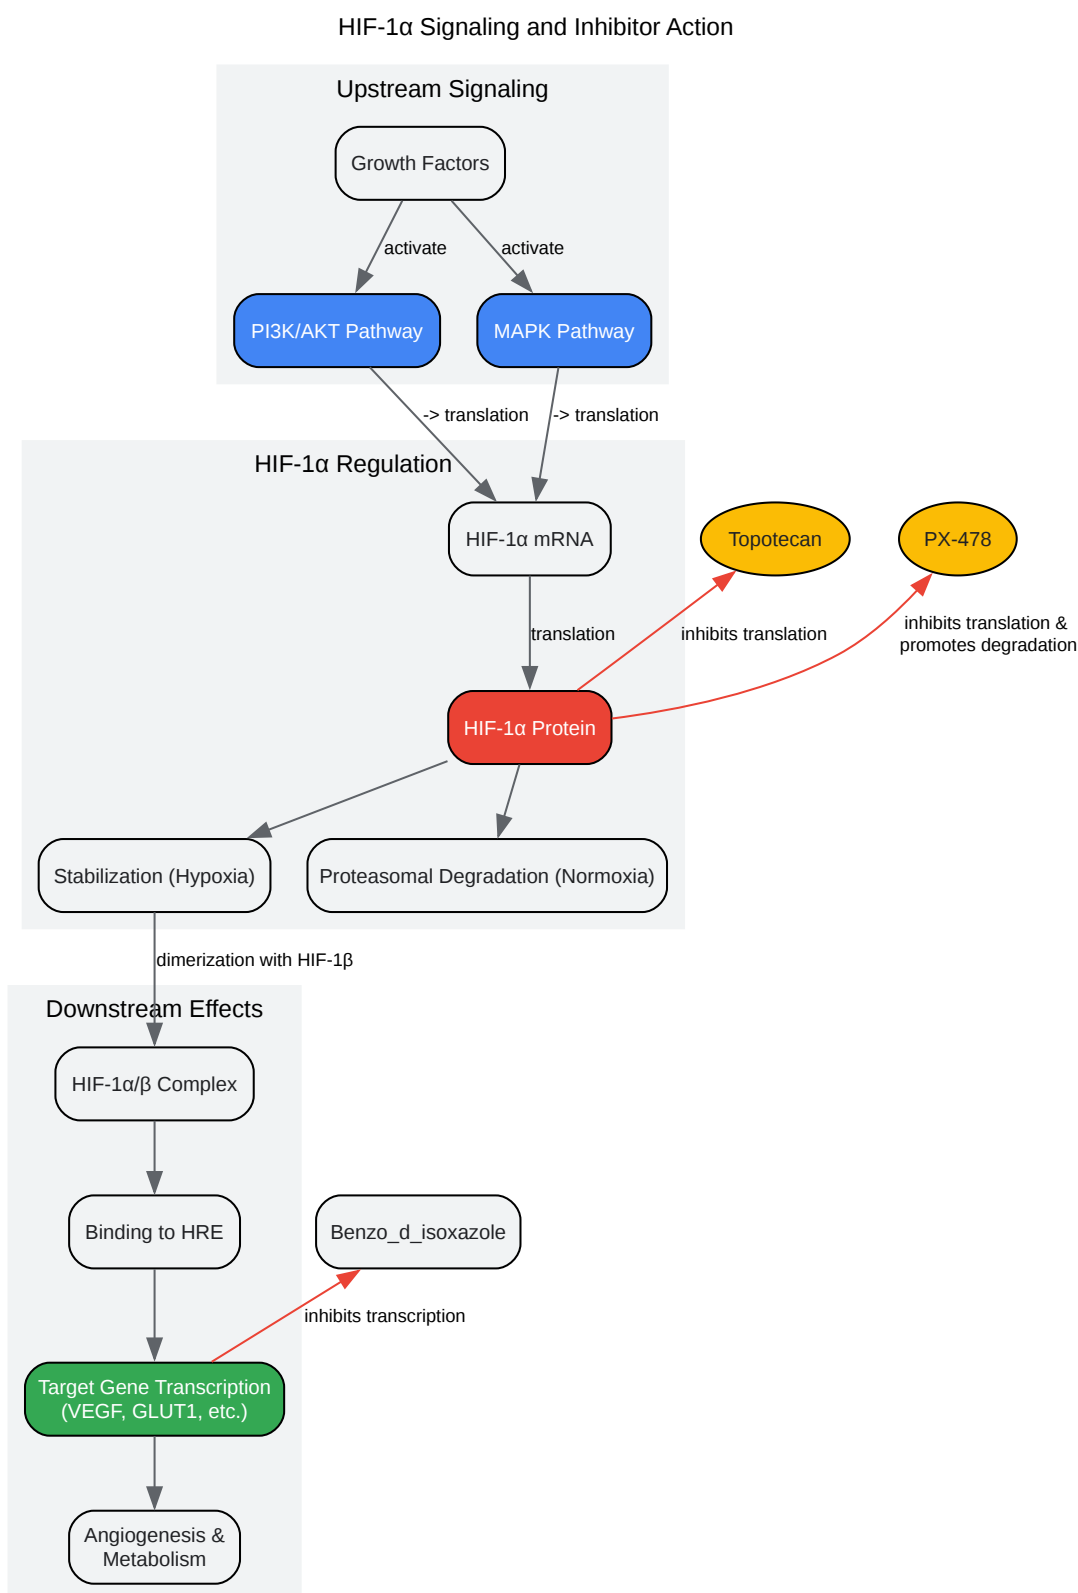 HIF-1α Signaling and Inhibitor Action
Upstream Signaling
Growth Factors
activate
activate
PI3K/AKT Pathway
MAPK Pathway
-> translation
-> translation
HIF-1α Regulation
HIF-1α mRNA
Topotecan
PX-478
translation
inhibits translation
inhibits translation &
promotes degradation
HIF-1α Protein
Stabilization (Hypoxia)
Proteasomal Degradation (Normoxia)
dimerization with HIF-1β
Downstream Effects
HIF-1α/β Complex
Binding to HRE
Benzo_d_isoxazole
inhibits transcription
Target Gene Transcription
(VEGF, GLUT1, etc.)
Angiogenesis &
Metabolism